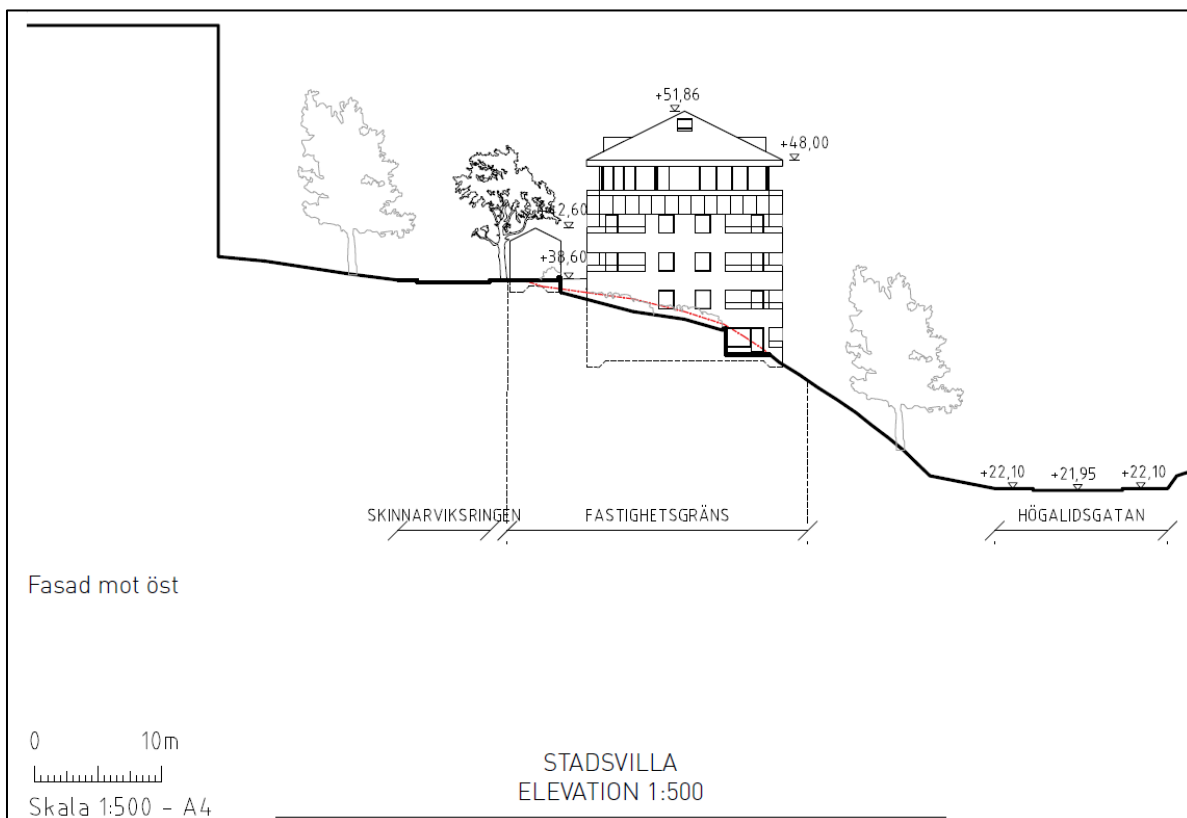 +51,86
+48,00
+38,60
+22,10
+21,95
+22,10
SKINNARVIKSRINGEN
FASTIGHETSGRÄNS
HÖGALIDSGATAN
Fasad mot öst
0 10m
Skala 1:500 - A4
STADSVILLA
ELEVATION 1:500